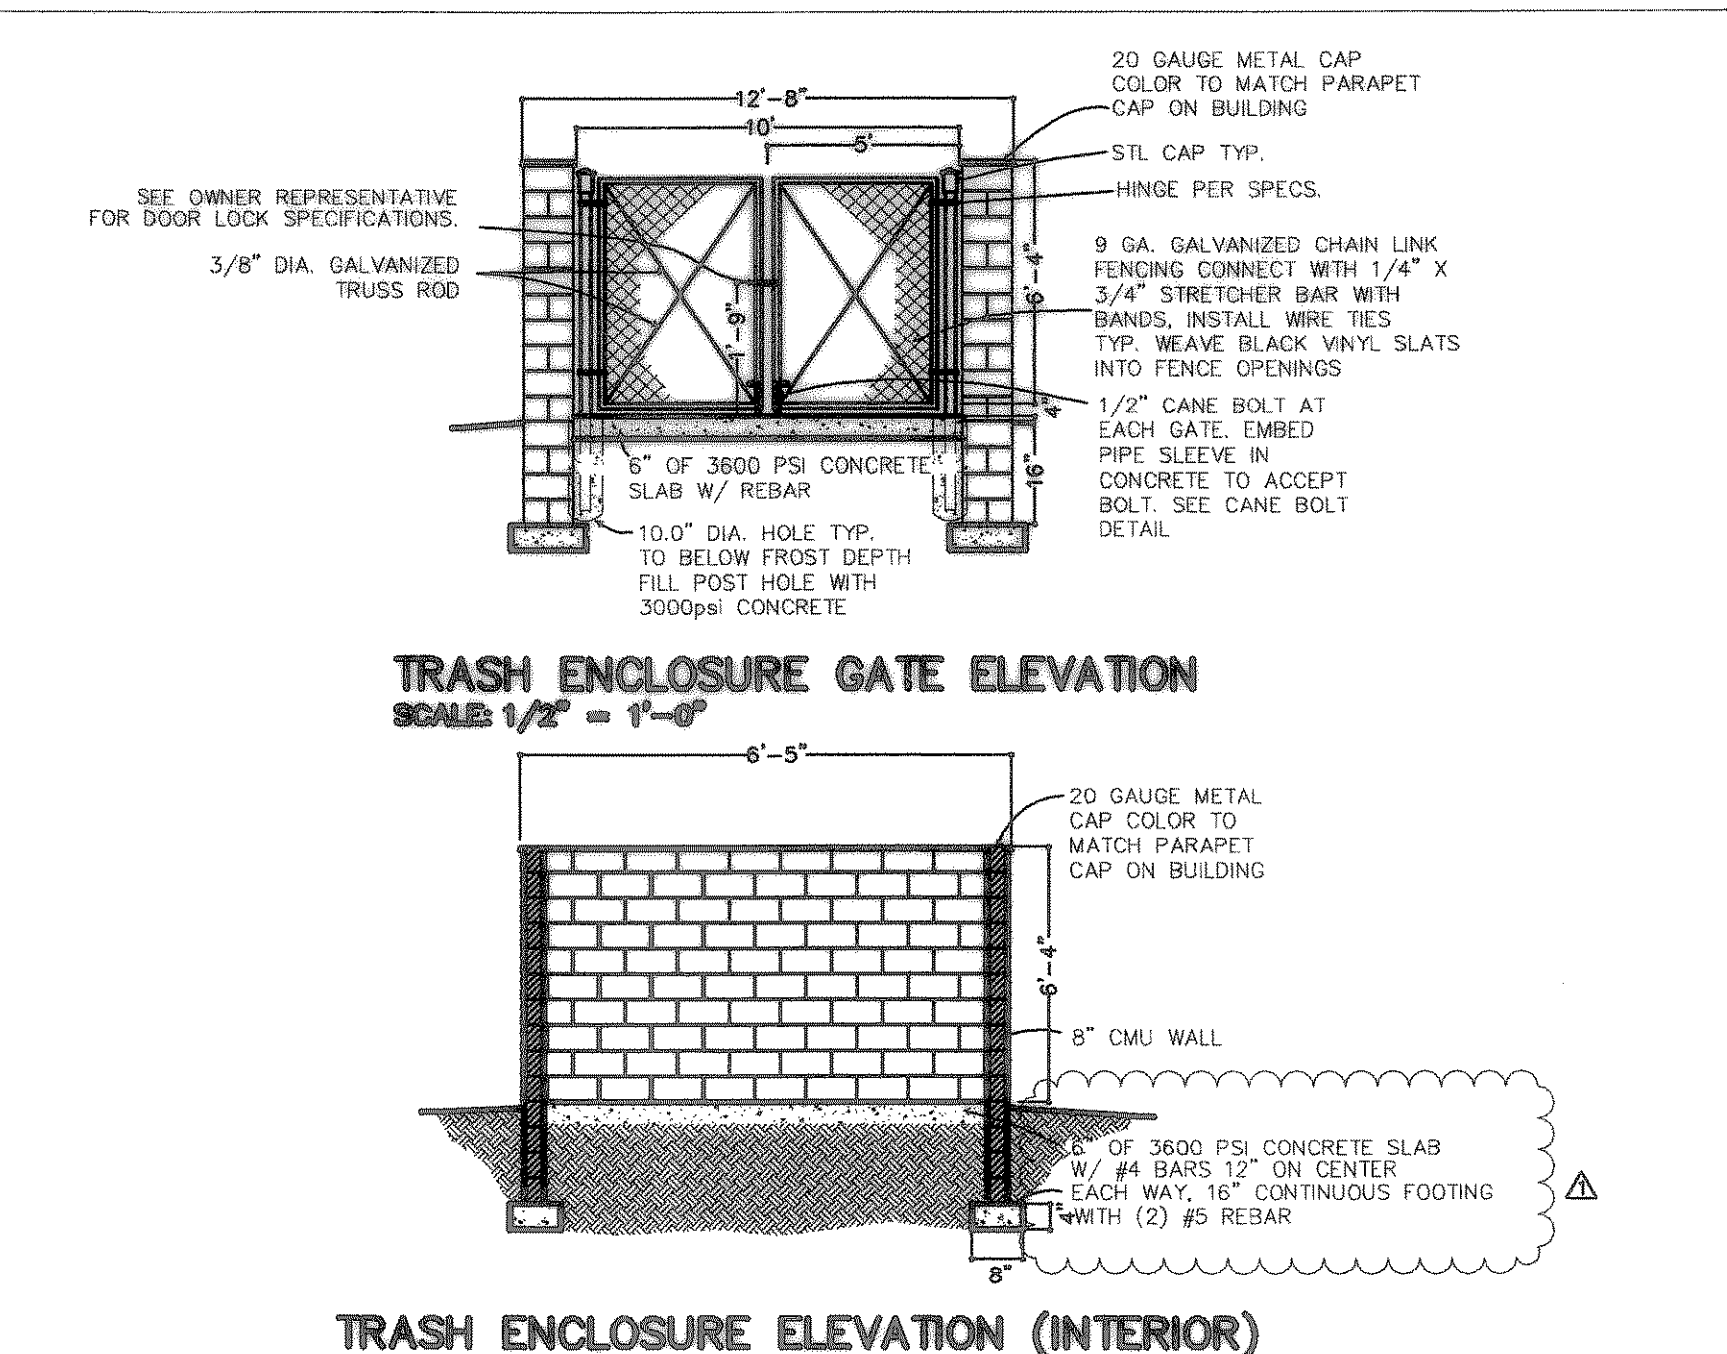 20 GAUGE METAL CAP
COLOR TO MATCH PARAPET
CAP ON BUILDING
12'-8"
10'
5'
STL CAP TYP.
HINGE PER SPECS.
SEE OWNER REPRESENTATIVE
FOR DOOR LOCK SPECIFICATIONS.
3/8" DIA. GALVANIZED
TRUSS ROD
9 GA. GALVANIZED CHAIN LINK
FENCING CONNECT WITH 1/4" X
3/4" STRETCHER BAR WITH
BANDS, INSTALL WIRE TIES
TYP. WEAVE BLACK VINYL SLATS
INTO FENCE OPENINGS
6'-4"
1'-9"
4"
1/2" CANE BOLT AT
EACH GATE. EMBED
PIPE SLEEVE IN
CONCRETE TO ACCEPT
BOLT. SEE CANE BOLT
DETAIL
16"
6" OF 3600 PSI CONCRETE
SLAB W/ REBAR
10.0" DIA. HOLE TYP.
TO BELOW FROST DEPTH
FILL POST HOLE WITH
3000psi CONCRETE
TRASH ENCLOSURE GATE ELEVATION
SCALE: 1/2" = 1'-0"
6'-5"
20 GAUGE METAL
CAP COLOR TO
MATCH PARAPET
CAP ON BUILDING
6'-4"
8" CMU WALL
6" OF 3600 PSI CONCRETE SLAB
W/ #4 BARS 12" ON CENTER
EACH WAY, 16" CONTINUOUS FOOTING
WITH (2) #5 REBAR
1
4"
8"
TRASH ENCLOSURE ELEVATION (INTERIOR)